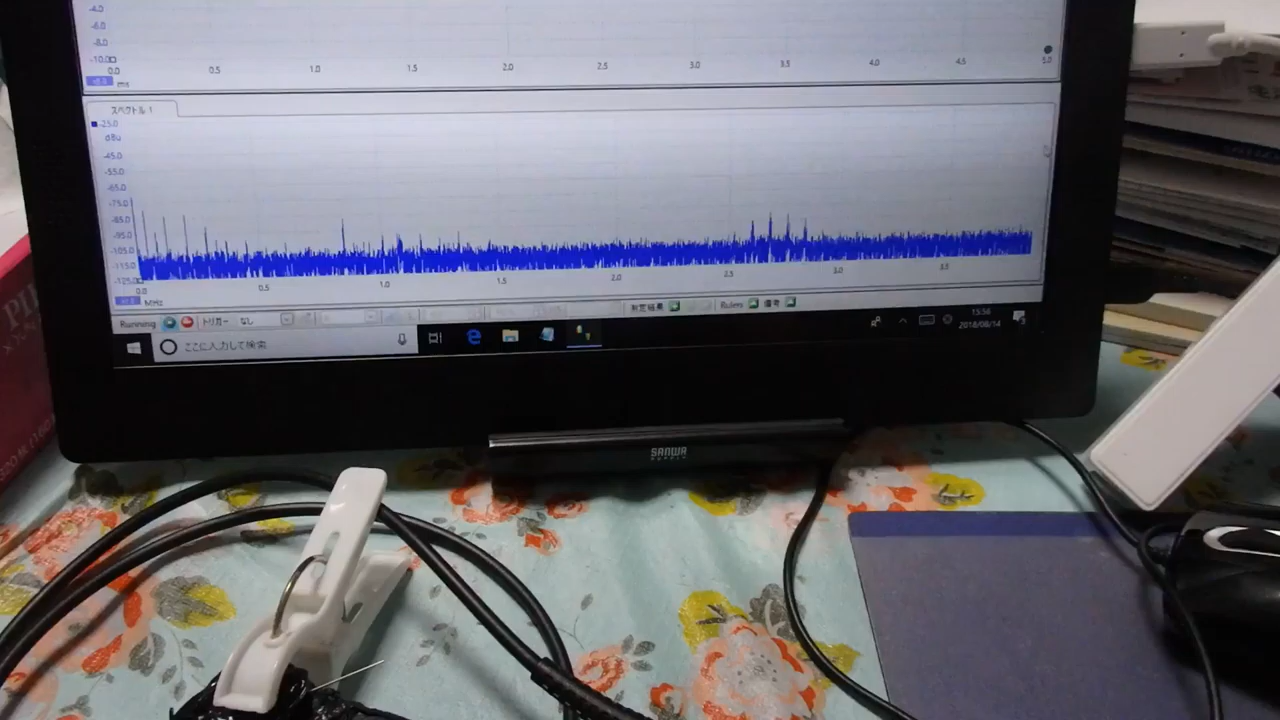 -4.0
-6.0
-8.0
-10.0
0.0 0.5 1.0 1.5 2.0 2.5 3.0 3.5 4.0 4.5 5.0
ms
スペクトル 1
-25.0
dBu
-45.0
-55.0
-65.0
-75.0
-85.0
-95.0
-105.0
-115.0
-125.0
0.0 0.5 1.0 1.5 2.0 2.5 3.0 3.5
MHz
Running トリガー なし 測定結果 Rulers 備考
ここに入力して検索
15:56
2018/08/14
SANWA
SUPPLY